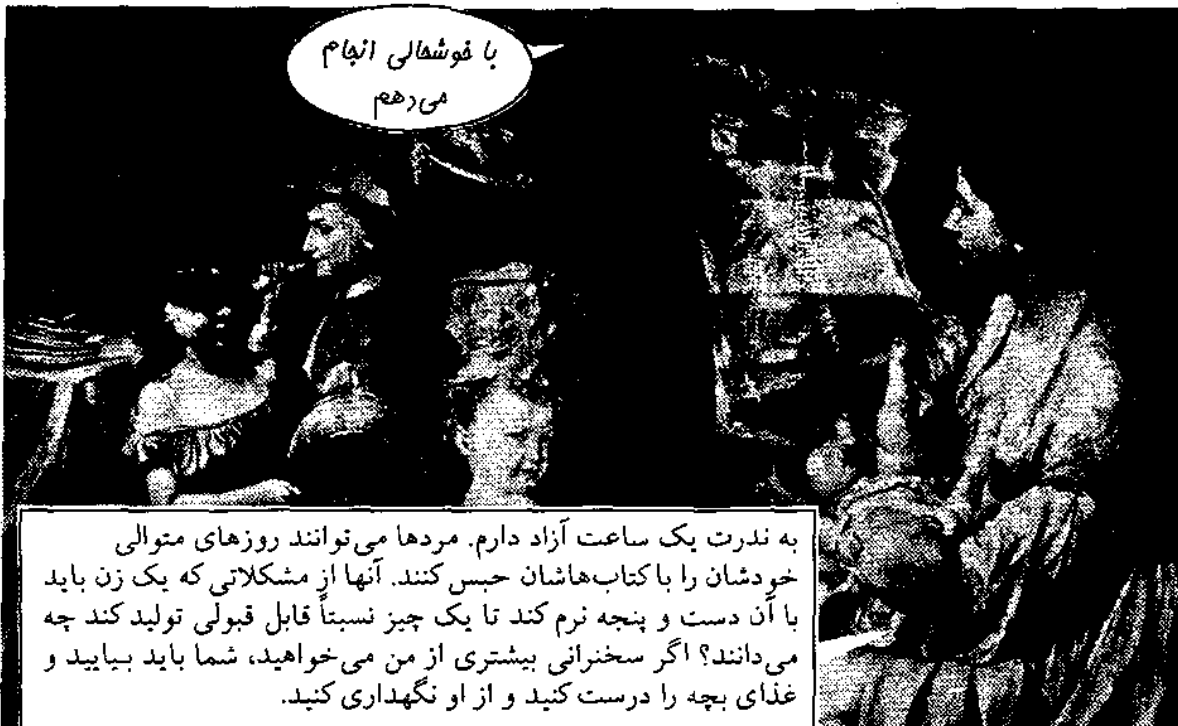 با خوشحالی انجام
می‌دهم
به ندرت یک ساعت آزاد دارم. مردها می‌توانند روزهای متوالی
خودشان را با کتاب‌هاشان حبس کنند. آنها از مشکلاتی که یک زن باید
با آن دست و پنجه نرم کند تا یک چیز نسبتاً قابل قبولی تولید کند چه
می‌دانند؟ اگر سخنرانی بیشتری از من می‌خواهید، شما باید بیایید و
غذای بچه را درست کنید و از او نگهداری کنید.